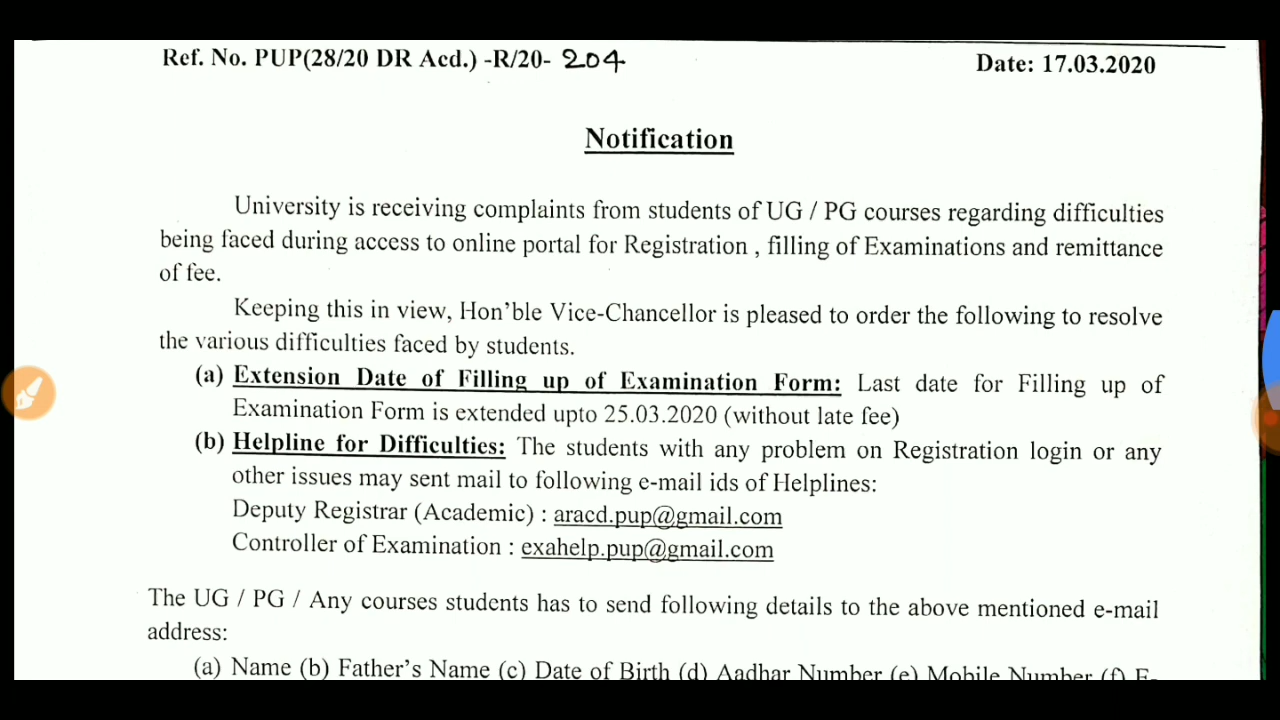 Ref. No. PUP(28/20 DR Acd.) -R/20- 204 Date: 17.03.2020
Notification
University is receiving complaints from students of UG / PG courses regarding difficulties
being faced during access to online portal for Registration , filling of Examinations and remittance
of fee.
Keeping this in view, Hon'ble Vice-Chancellor is pleased to order the following to resolve
the various difficulties faced by students.
(a) Extension Date of Filling up of Examination Form: Last date for Filling up of
Examination Form is extended upto 25.03.2020 (without late fee)
(b) Helpline for Difficulties: The students with any problem on Registration login or any
other issues may sent mail to following e-mail ids of Helplines:
Deputy Registrar (Academic) : aracd.pup@gmail.com
Controller of Examination : exahelp.pup@gmail.com
The UG / PG / Any courses students has to send following details to the above mentioned e-mail
address:
(a) Name (b) Father's Name (c) Date of Birth (d) Aadhar Number (e) Mobile Number (f) E-